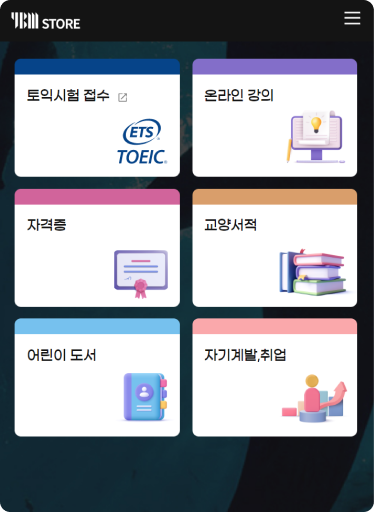 YBM STORE
토익시험 접수
온라인 강의
ETS
TOEIC
자격증
교양서적
어린이 도서
자기계발,취업